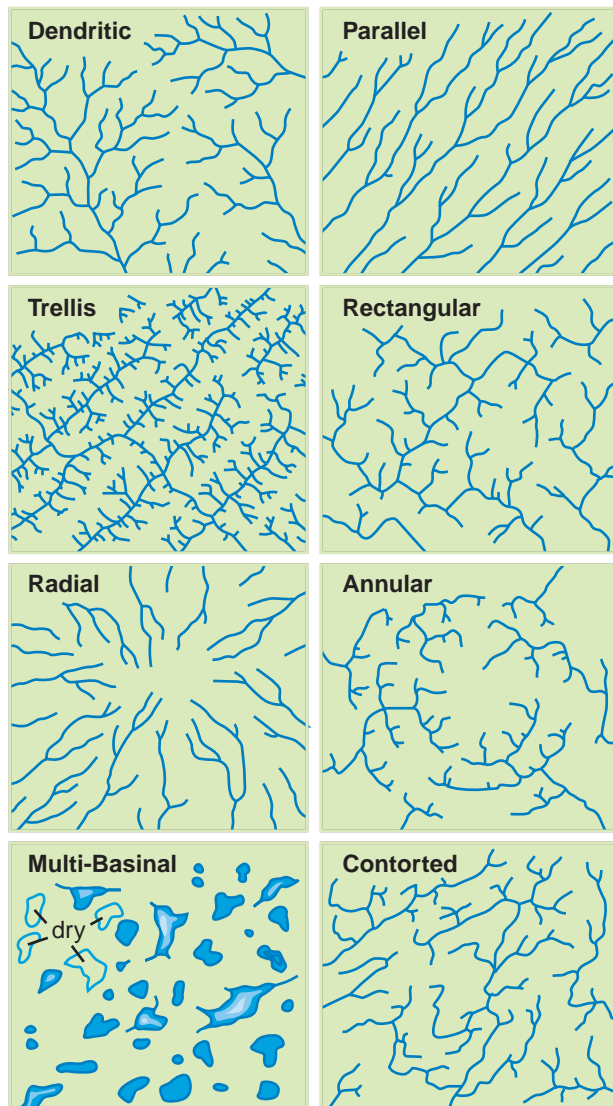 Dendritic
Parallel
Trellis
Rectangular
Radial
Annular
Multi-Basinal
dry
Contorted